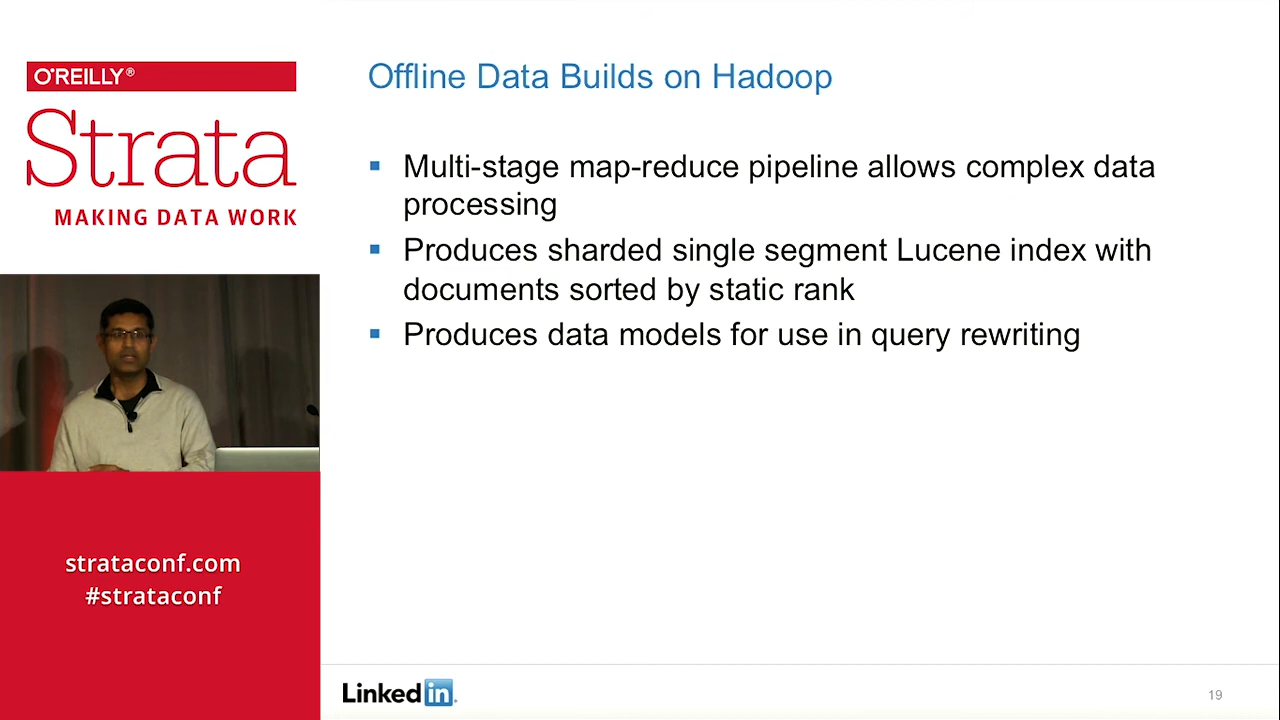 O'REILLY®
Strata
MAKING DATA WORK
strataconf.com
#strataconf
Offline Data Builds on Hadoop
▪ Multi-stage map-reduce pipeline allows complex data
processing
▪ Produces sharded single segment Lucene index with
documents sorted by static rank
▪ Produces data models for use in query rewriting
Linked in
19